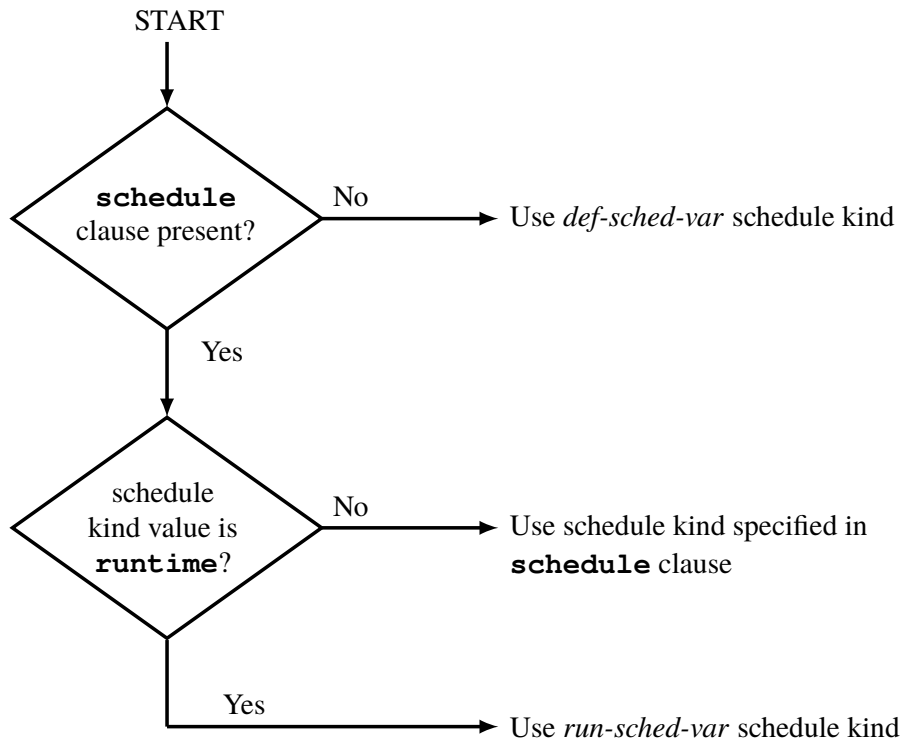 START
schedule
clause present?
No
Use def-sched-var schedule kind
Yes
schedule
kind value is
runtime?
No
Use schedule kind specified in
schedule clause
Yes
Use run-sched-var schedule kind